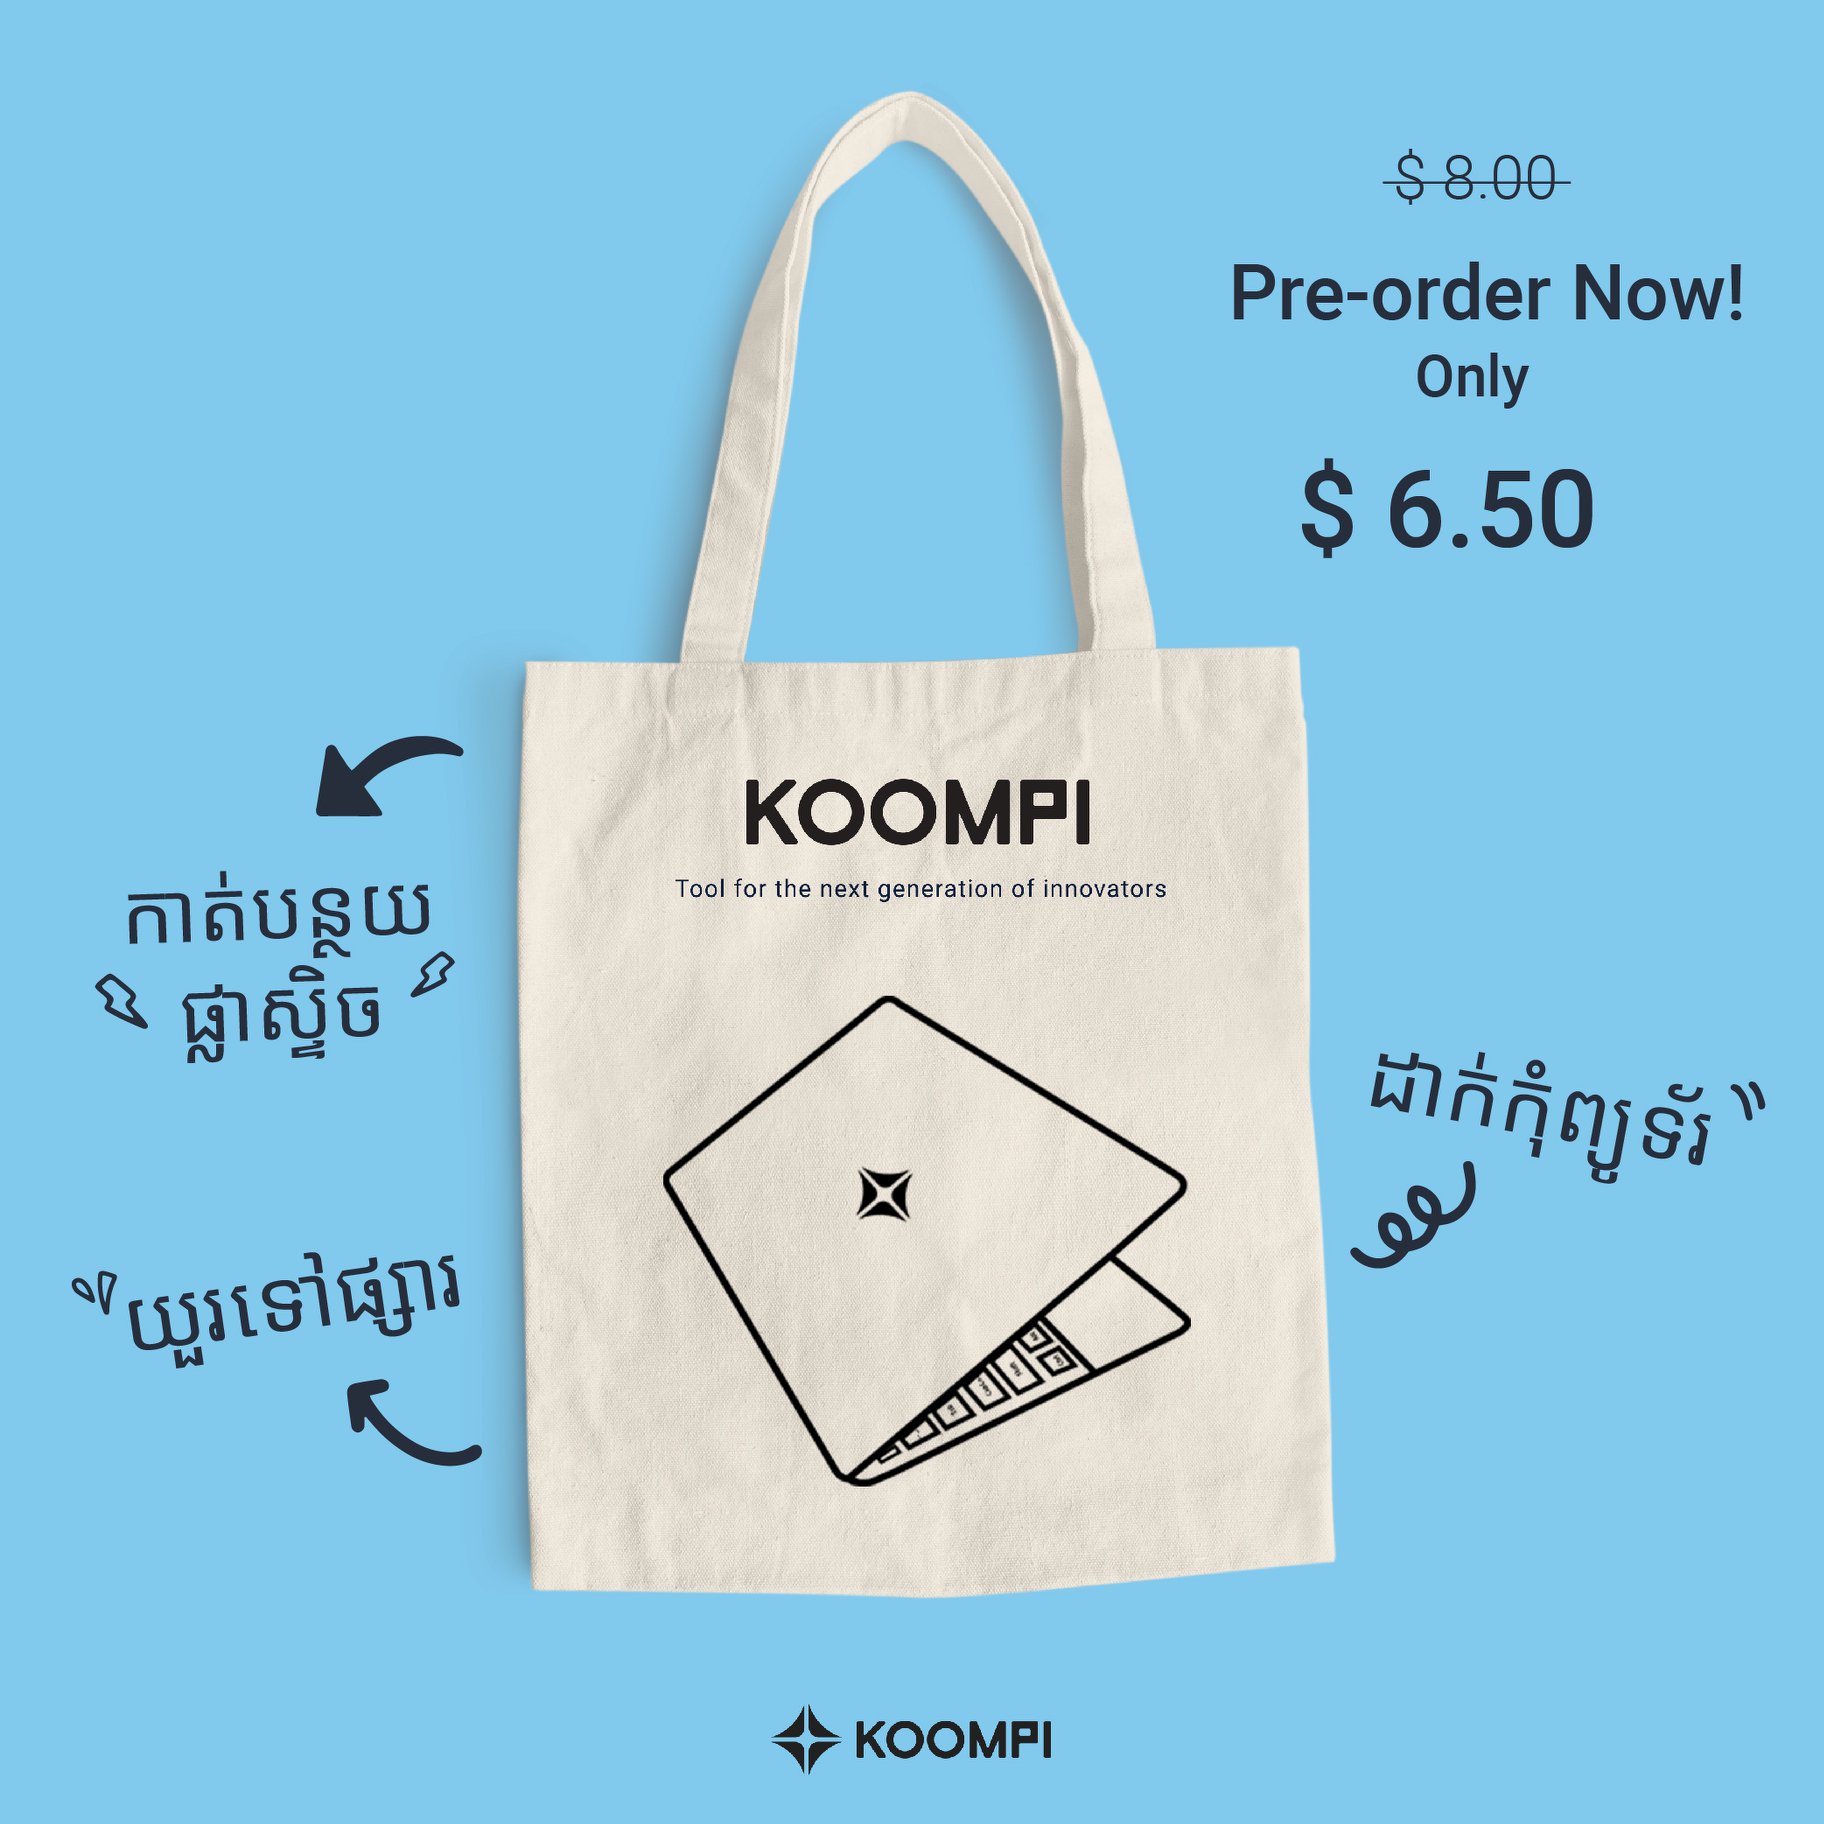 $ 8.00
Pre-order Now!
Only
$ 6.50
KOOMPI
Tool for the next generation of innovators
កាត់បន្ថយ
ផ្លាស្ទិច
ដាក់កុំព្យូទ័រ
យួរទៅផ្សារ
KOOMPI